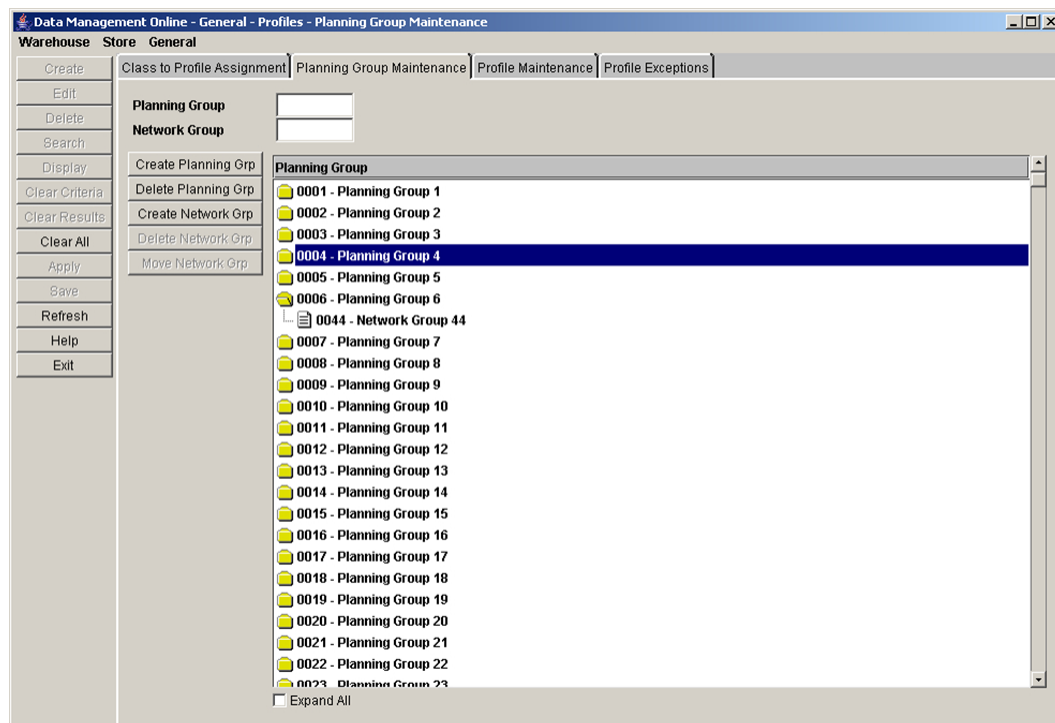 Data Management Online - General - Profiles - Planning Group Maintenance
Warehouse Store General
Create
Edit
Delete
Search
Display
Clear Criteria
Clear Results
Clear All
Apply
Save
Refresh
Help
Exit
Class to Profile Assignment Planning Group Maintenance Profile Maintenance Profile Exceptions
Planning Group
Network Group
Create Planning Grp
Delete Planning Grp
Create Network Grp
Delete Network Grp
Move Network Grp
Planning Group
0001 - Planning Group 1
0002 - Planning Group 2
0003 - Planning Group 3
0004 - Planning Group 4
0005 - Planning Group 5
0006 - Planning Group 6
0044 - Network Group 44
0007 - Planning Group 7
0008 - Planning Group 8
0009 - Planning Group 9
0010 - Planning Group 10
0011 - Planning Group 11
0012 - Planning Group 12
0013 - Planning Group 13
0014 - Planning Group 14
0015 - Planning Group 15
0016 - Planning Group 16
0017 - Planning Group 17
0018 - Planning Group 18
0019 - Planning Group 19
0020 - Planning Group 20
0021 - Planning Group 21
0022 - Planning Group 22
0023 - Planning Group 23
Expand All